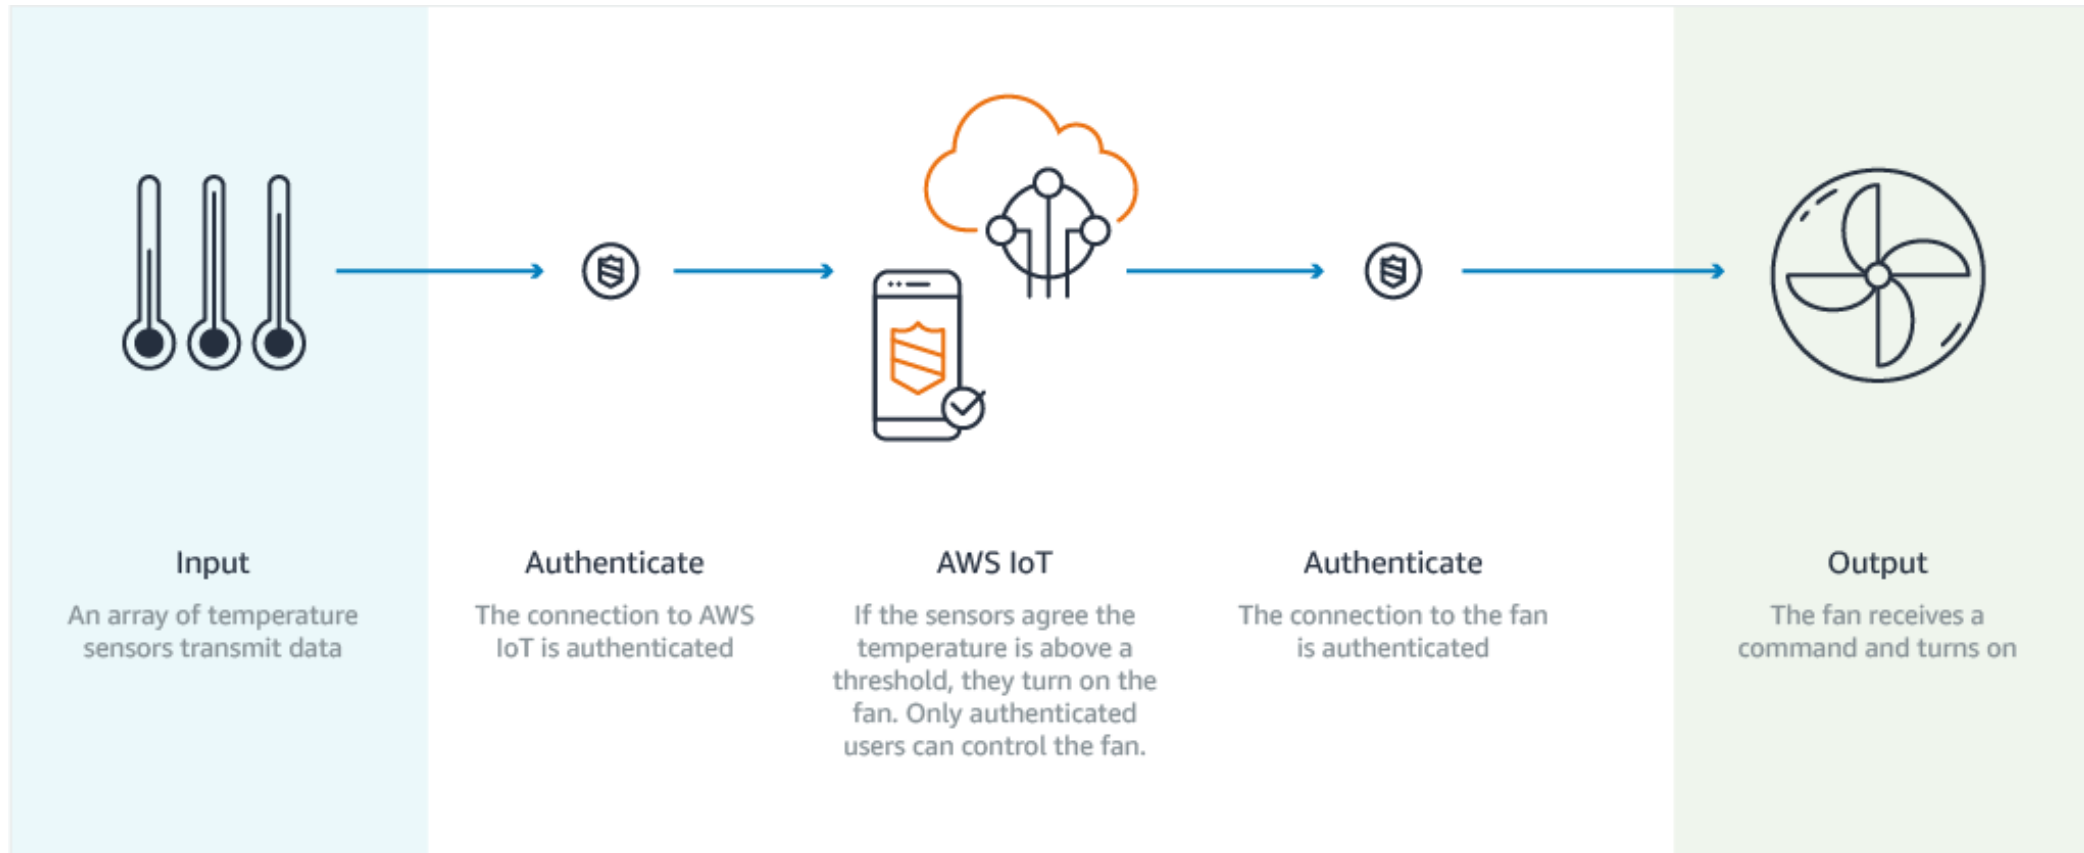 Input
An array of temperature
sensors transmit data
Authenticate
The connection to AWS
IoT is authenticated
AWS IoT
If the sensors agree the
temperature is above a
threshold, they turn on the
fan. Only authenticated
users can control the fan.
Authenticate
The connection to the fan
is authenticated
Output
The fan receives a
command and turns on